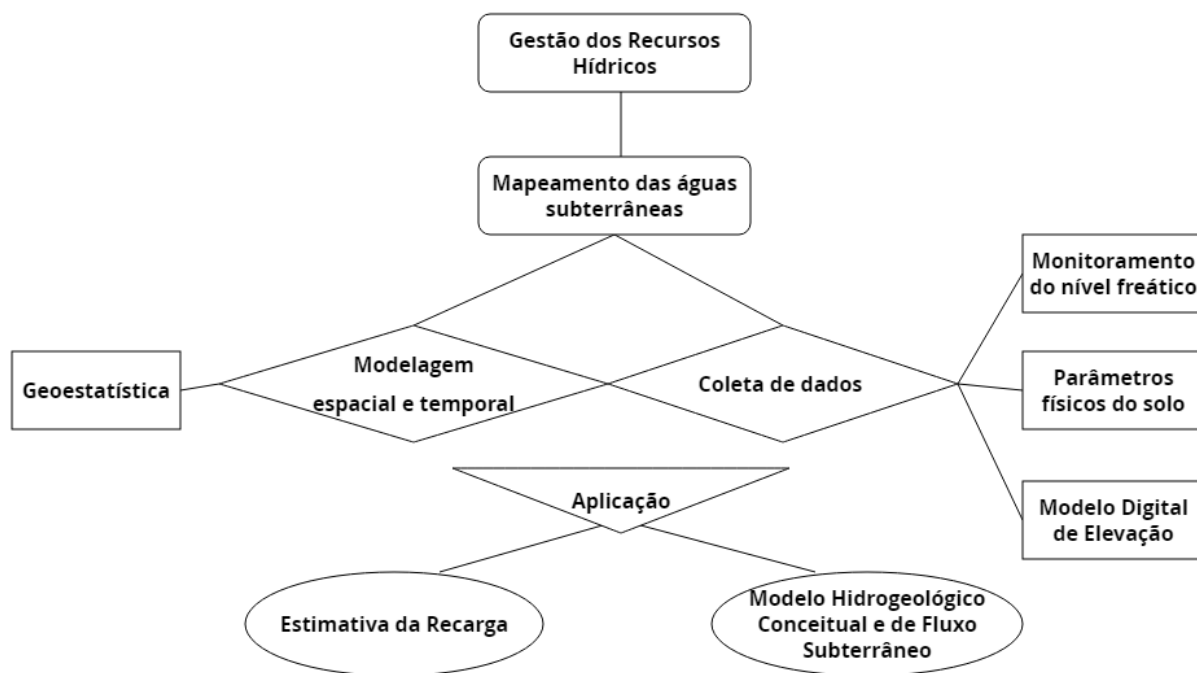 Gestão dos Recursos
Hídricos
Mapeamento das águas
subterrâneas
Monitoramento
do nível freático
Geoestatística
Modelagem
espacial e temporal
Coleta de dados
Parâmetros
físicos do solo
Aplicação
Modelo Digital
de Elevação
Estimativa da Recarga
Modelo Hidrogeológico
Conceitual e de Fluxo
Subterrâneo